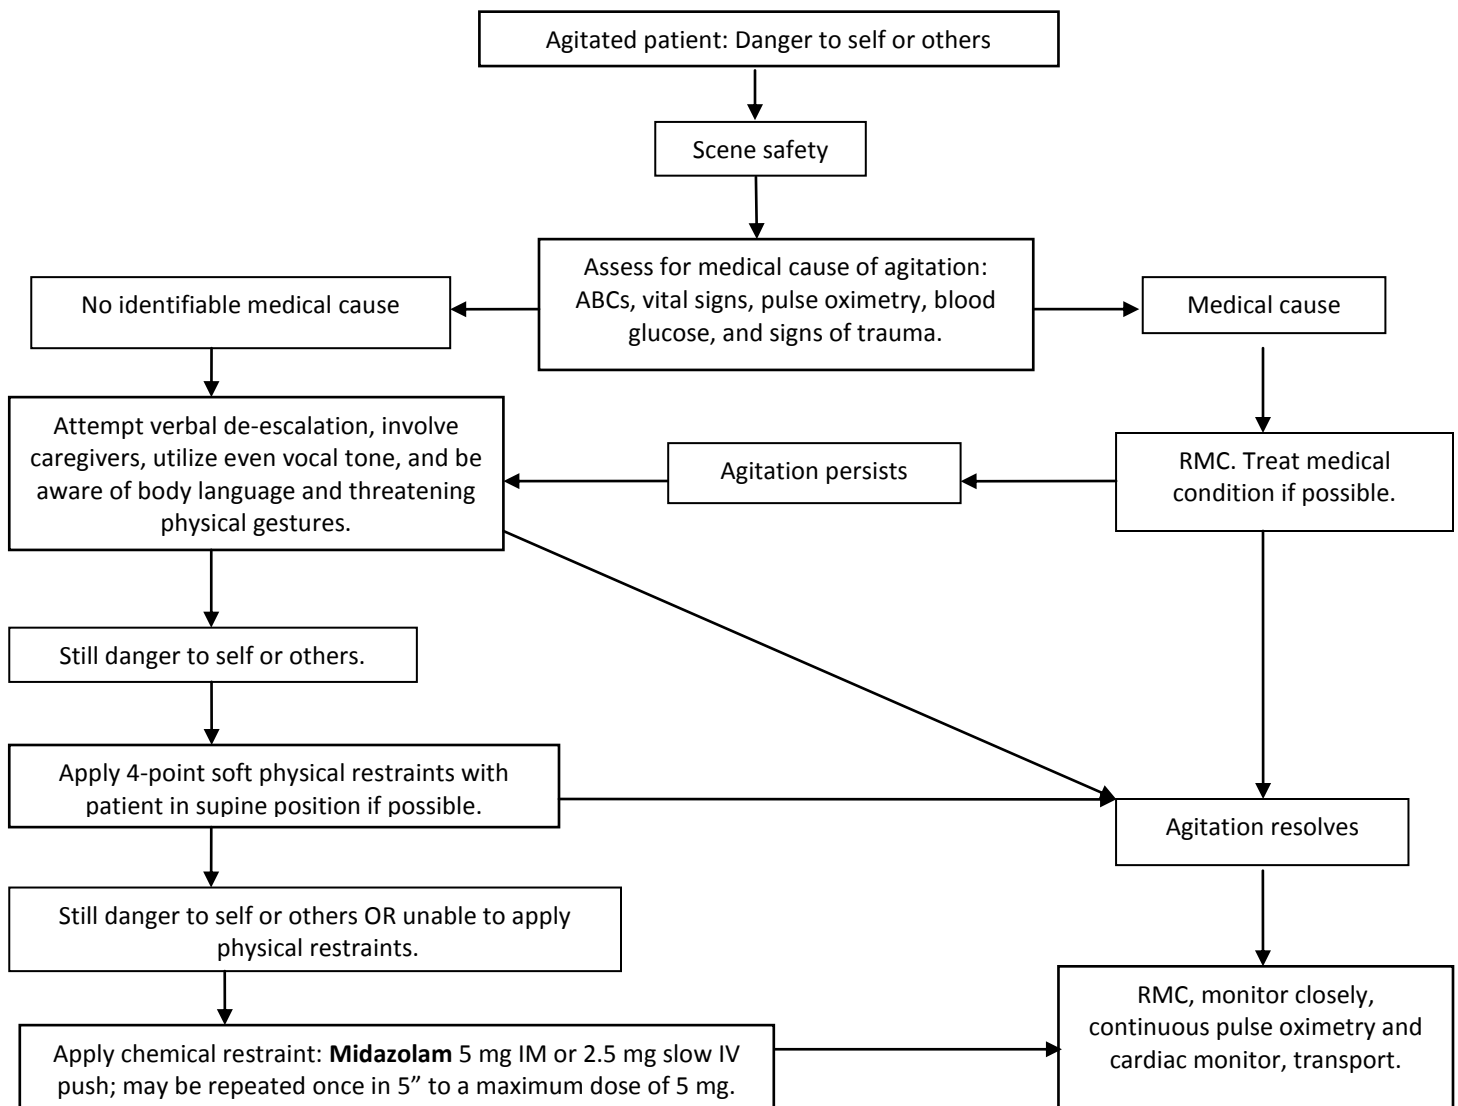 Agitated patient: Danger to self or others
Scene safety
Assess for medical cause of agitation:
ABCs, vital signs, pulse oximetry, blood
glucose, and signs of trauma.
No identifiable medical cause
Medical cause
Attempt verbal de-escalation, involve
caregivers, utilize even vocal tone, and be
aware of body language and threatening
physical gestures.
Agitation persists
RMC. Treat medical
condition if possible.
Still danger to self or others.
Apply 4-point soft physical restraints with
patient in supine position if possible.
Agitation resolves
Still danger to self or others OR unable to apply
physical restraints.
RMC, monitor closely,
continuous pulse oximetry and
cardiac monitor, transport.
Apply chemical restraint: Midazolam 5 mg IM or 2.5 mg slow IV
push; may be repeated once in 5” to a maximum dose of 5 mg.